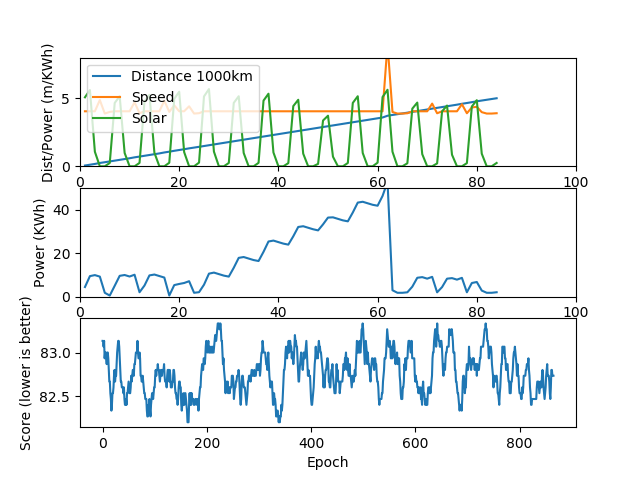 Dist/Power (m/KWh)
5
0
Distance 1000km
Speed
Solar
0 20 40 60 80 100
Power (KWh)
40
20
0
0 20 40 60 80 100
Score (lower is better)
83.0
82.5
0 200 400 600 800
Epoch